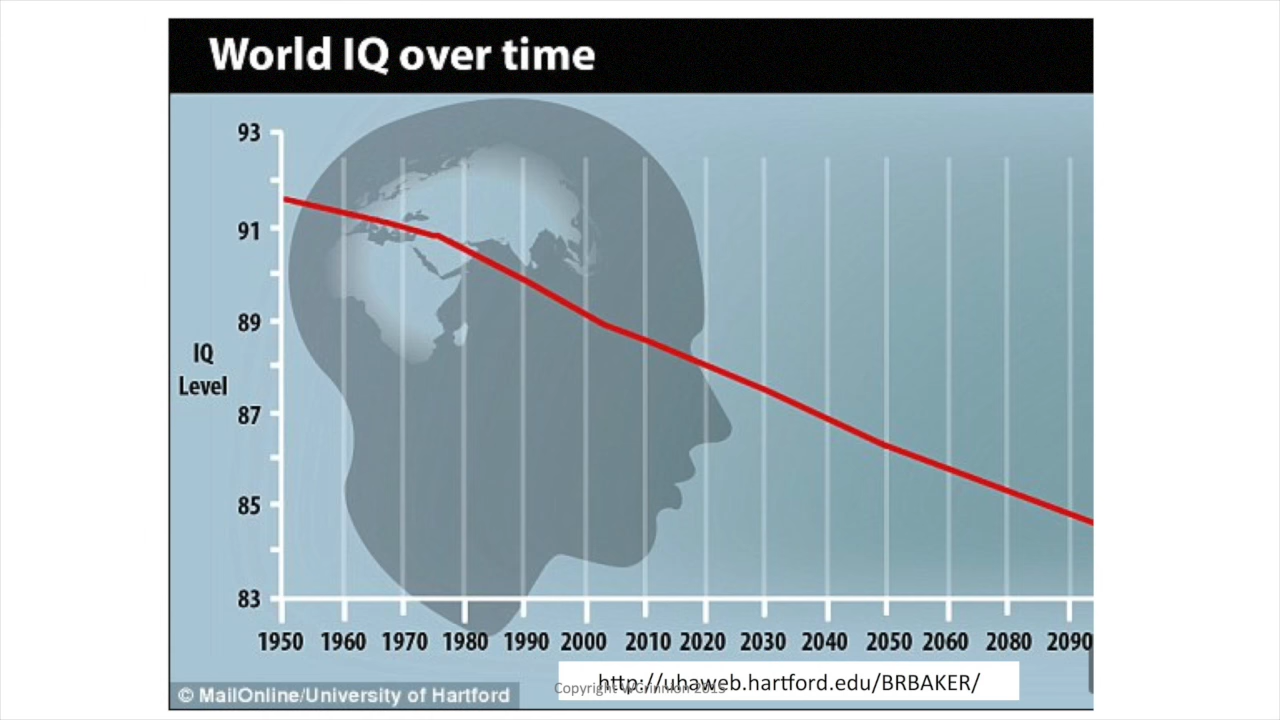 World IQ over time
93
91
89
IQ
Level
87
85
83
1950 1960 1970 1980 1990 2000 2010 2020 2030 2040 2050 2060 2080 2090
http://uhaweb.hartford.edu/BRBAKER/
Copyright
© MailOnline/University of Hartford